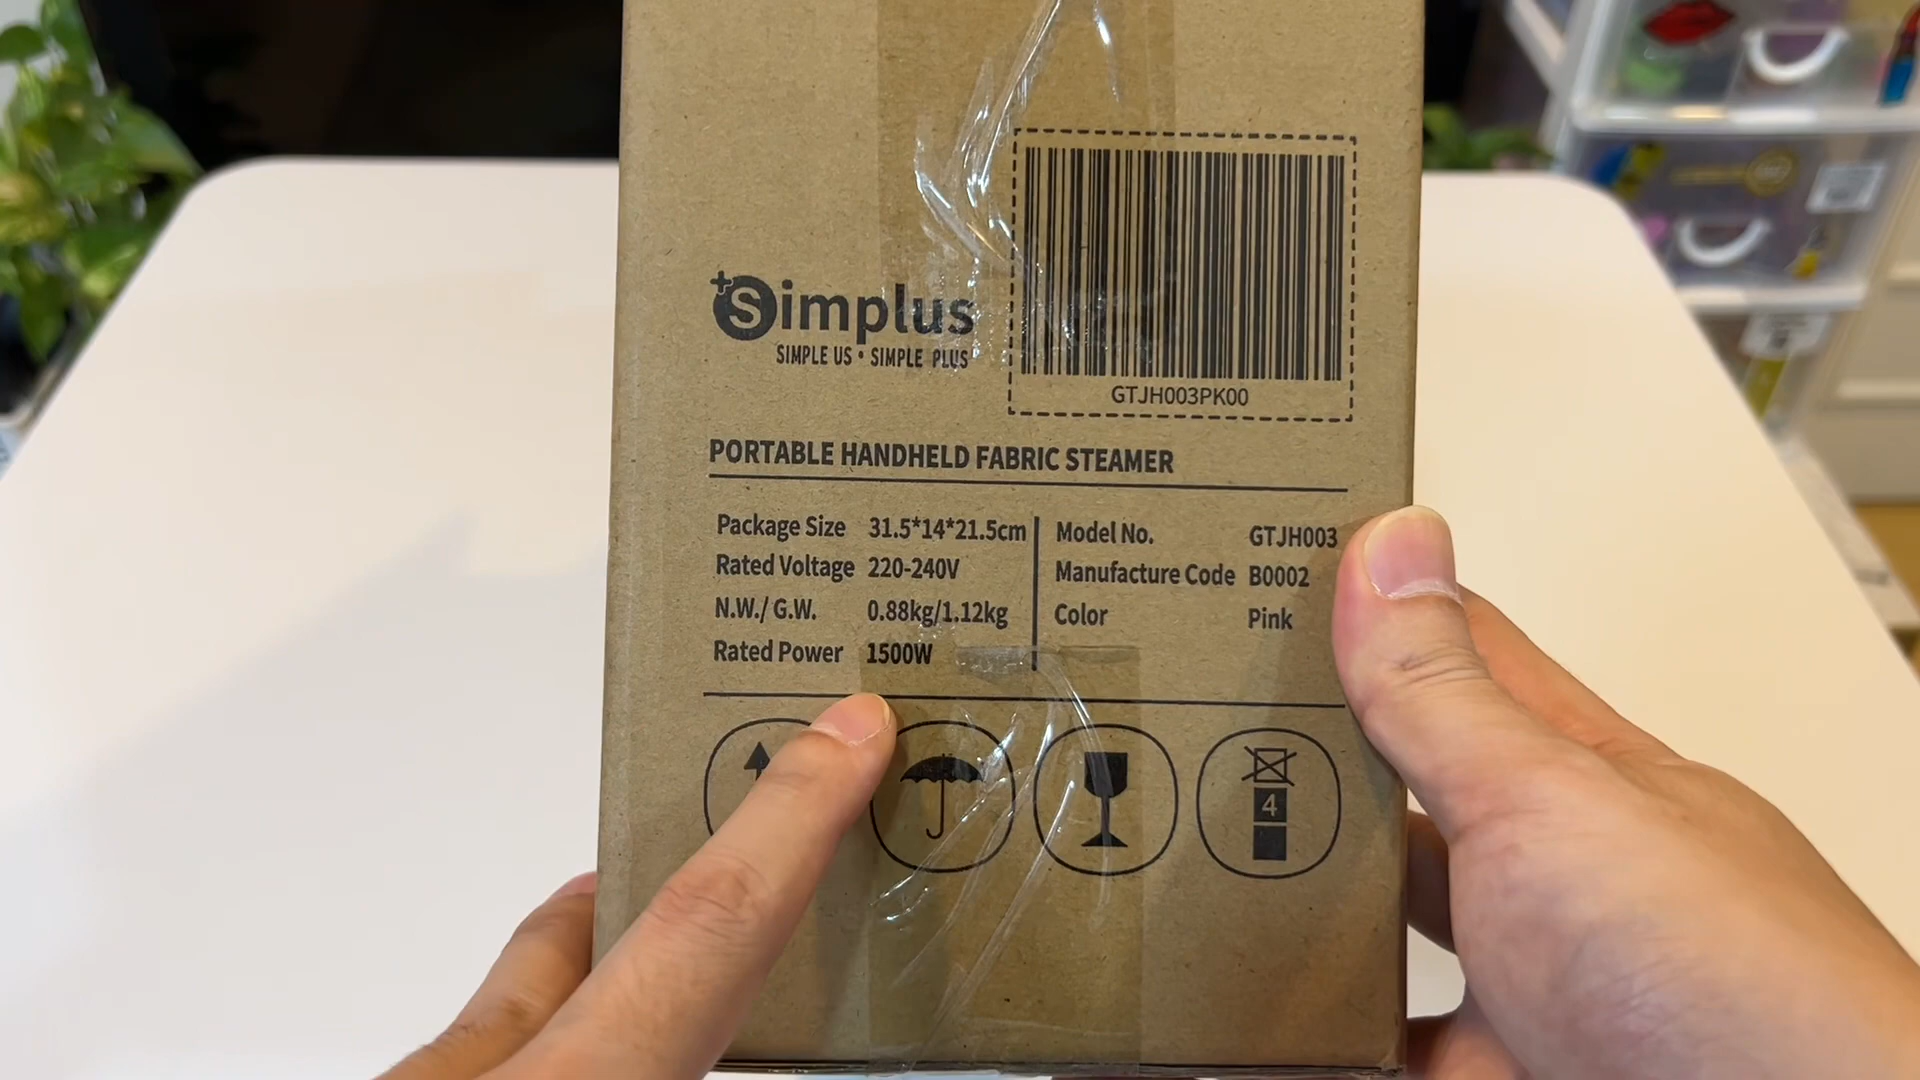 Simplus
SIMPLE US • SIMPLE PLUS
GTJH003PK00
PORTABLE HANDHELD FABRIC STEAMER
Package Size 31.5*14*21.5cm
Rated Voltage 220-240V
N.W./ G.W. 0.88kg/1.12kg
Rated Power 1500W
Model No. GTJH003
Manufacture Code B0002
Color Pink
4